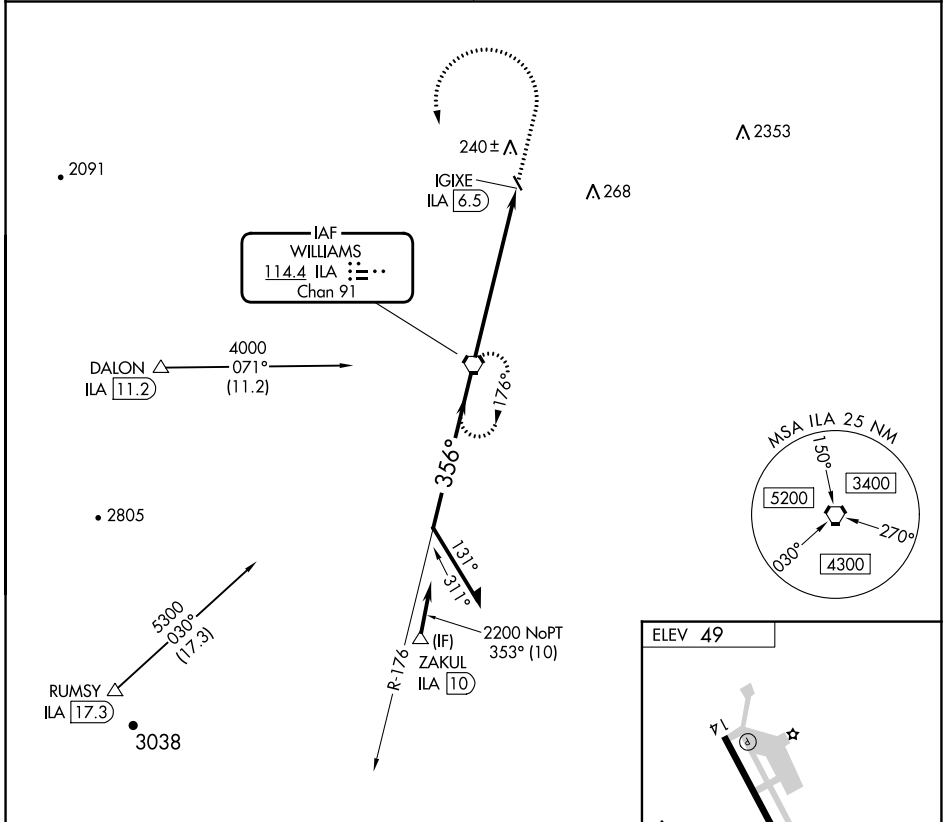 2353
240±
2091
IGIXE
ILA 6.5
268
IAF
WILLIAMS
114.4 ILA
Chan 91
4000
071°
(11.2)
DALON
ILA 11.2
176°
356°
MSA ILA 25 NM
150°
5200
3400
270°
030°
4300
2805
131°
311°
5300
030°
(17.3)
2200 NoPT
353° (10)
(IF)
ZAKUL
ILA 10
R-176
RUMSY
ILA 17.3
3038
ELEV 49
14
P